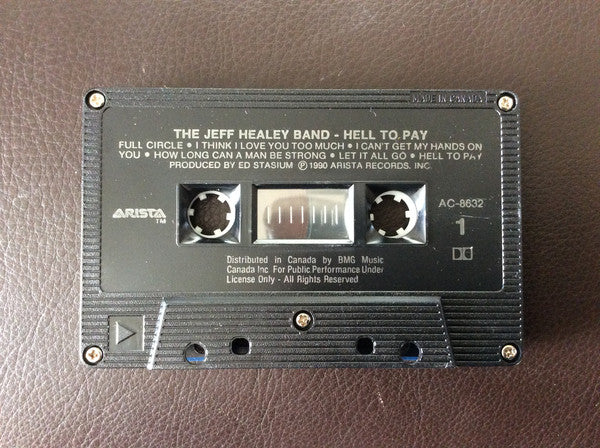 MADE IN CANADA
THE JEFF HEALEY BAND - HELL TO PAY
FULL CIRCLE • I THINK I LOVE YOU TOO MUCH • I CAN'T GET MY HANDS ON
YOU • HOW LONG CAN A MAN BE STRONG • LET IT ALL GO • HELL TO PAY
PRODUCED BY ED STASIUM ℗ 1990 ARISTA RECORDS, INC.
ARISTA
TM
AC-8632
1
Distributed in Canada by BMG Music
Canada Inc. For Public Performance Under
License Only - All Rights Reserved